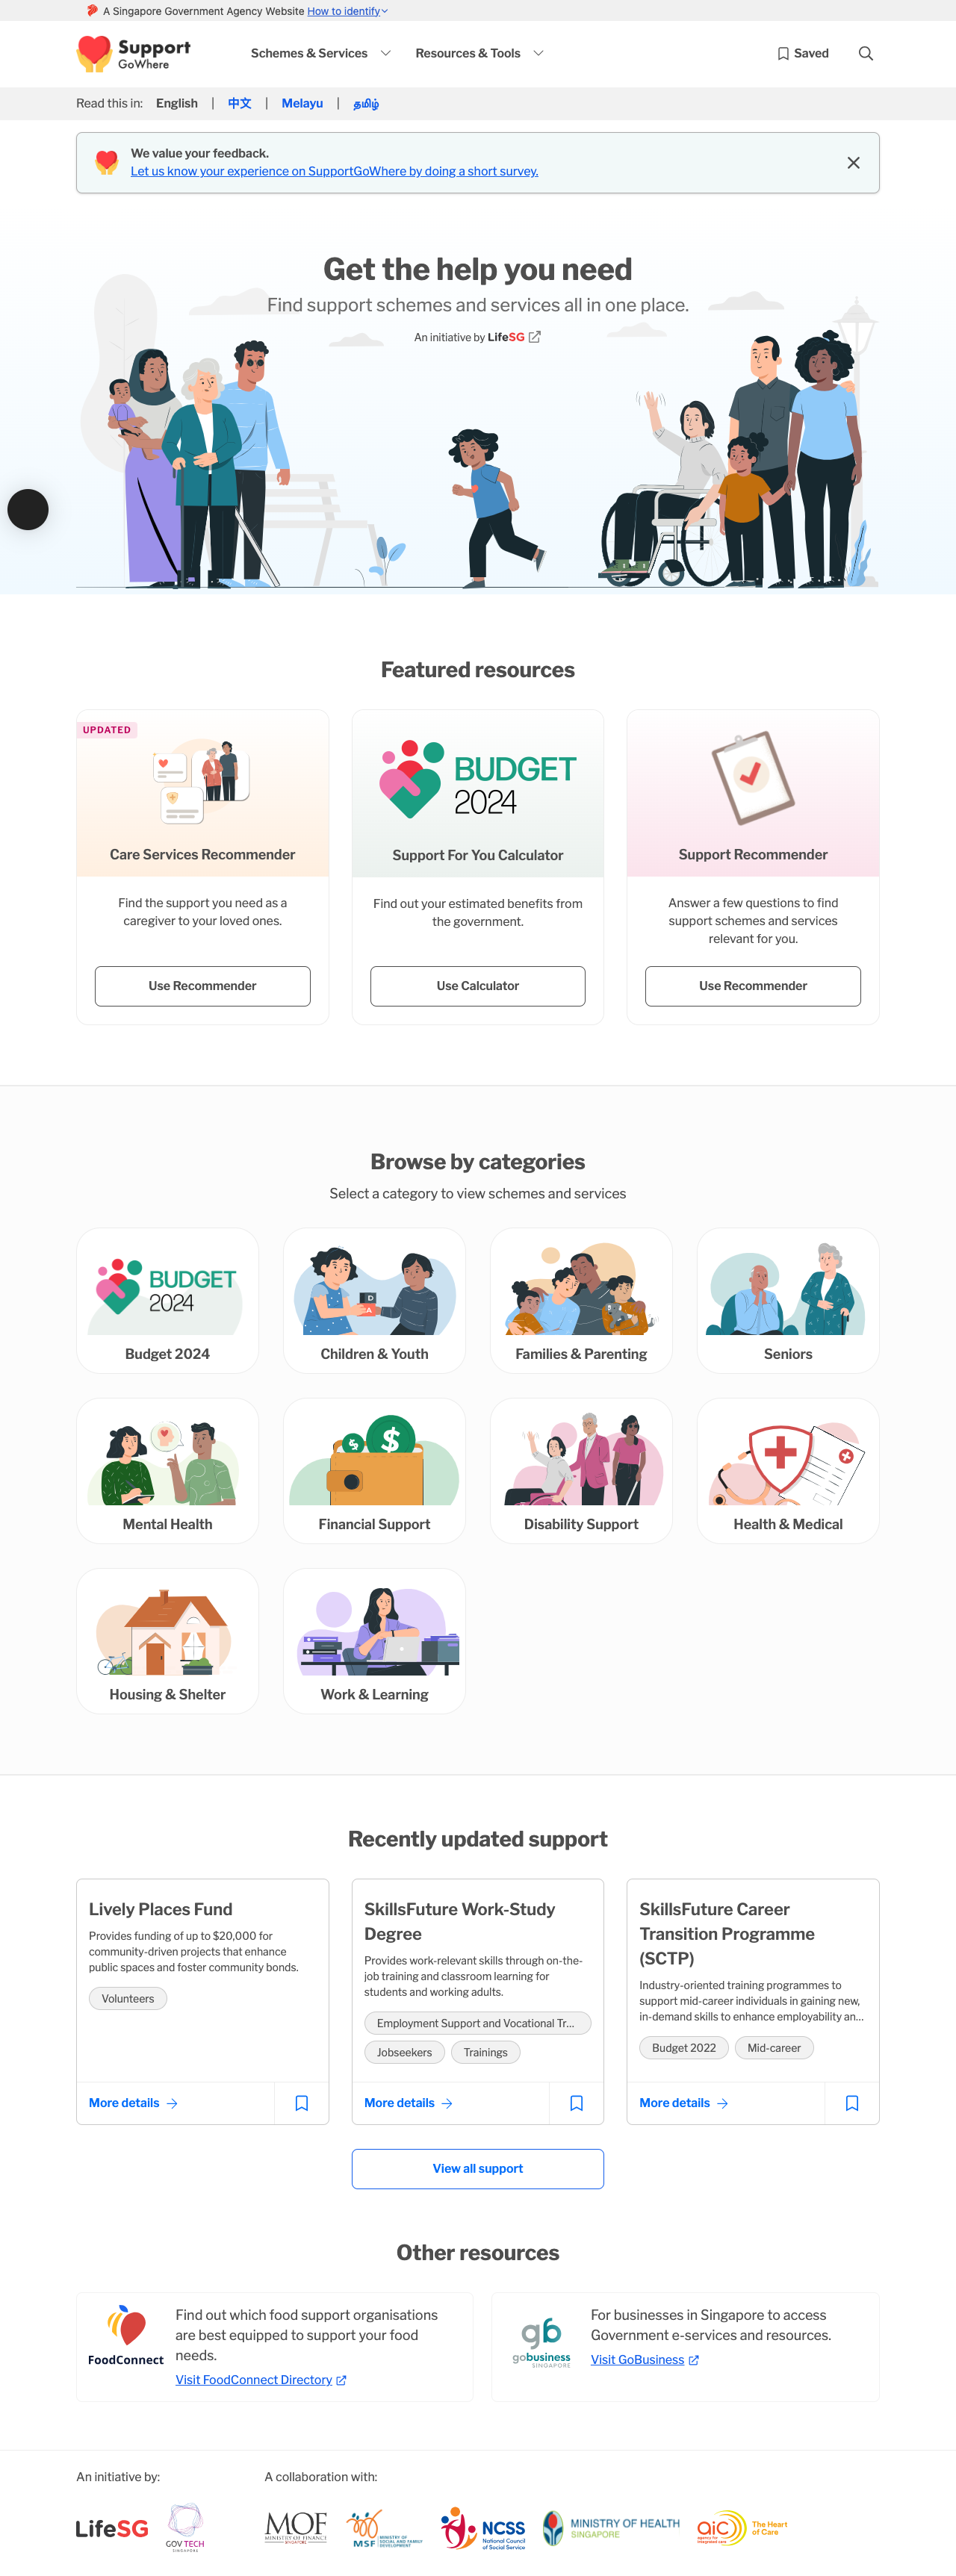 A Singapore Government Agency Website How to identify
Support
GoWhere
Schemes & Services
Resources & Tools
Saved
Read this in: English | 中文 | Melayu | தமிழ்
We value your feedback.
Let us know your experience on SupportGoWhere by doing a short survey.
Get the help you need
Find support schemes and services all in one place.
An initiative by LifeSG
Featured resources
UPDATED
Care Services Recommender
Find the support you need as a
caregiver to your loved ones.
Use Recommender
BUDGET
2024
Support For You Calculator
Find out your estimated benefits from
the government.
Use Calculator
Support Recommender
Answer a few questions to find
support schemes and services
relevant for you.
Use Recommender
Browse by categories
Select a category to view schemes and services
BUDGET
2024
Budget 2024
Children & Youth
Families & Parenting
Seniors
Mental Health
$
$
Financial Support
Disability Support
Health & Medical
Housing & Shelter
Work & Learning
Recently updated support
Lively Places Fund
Provides funding of up to $20,000 for
community-driven projects that enhance
public spaces and foster community bonds.
Volunteers
More details
SkillsFuture Work-Study
Degree
Provides work-relevant skills through on-the-
job training and classroom learning for
students and working adults.
Employment Support and Vocational Tr...
Jobseekers
Trainings
More details
SkillsFuture Career
Transition Programme
(SCTP)
Industry-oriented training programmes to
support mid-career individuals in gaining new,
in-demand skills to enhance employability an...
Budget 2022
Mid-career
More details
View all support
Other resources
FoodConnect
Find out which food support organisations
are best equipped to support your food
needs.
Visit FoodConnect Directory
gb
gobusiness
SINGAPORE
For businesses in Singapore to access
Government e-services and resources.
Visit GoBusiness
An initiative by:
LifeSG
GOVTECH
SINGAPORE
A collaboration with:
MOF
MINISTRY OF FINANCE
MSF MINISTRY OF
SOCIAL AND FAMILY
DEVELOPMENT
NCSS
National Council
of Social Service
MINISTRY OF HEALTH
SINGAPORE
aic
agency for
integrated care
The Heart
of Care